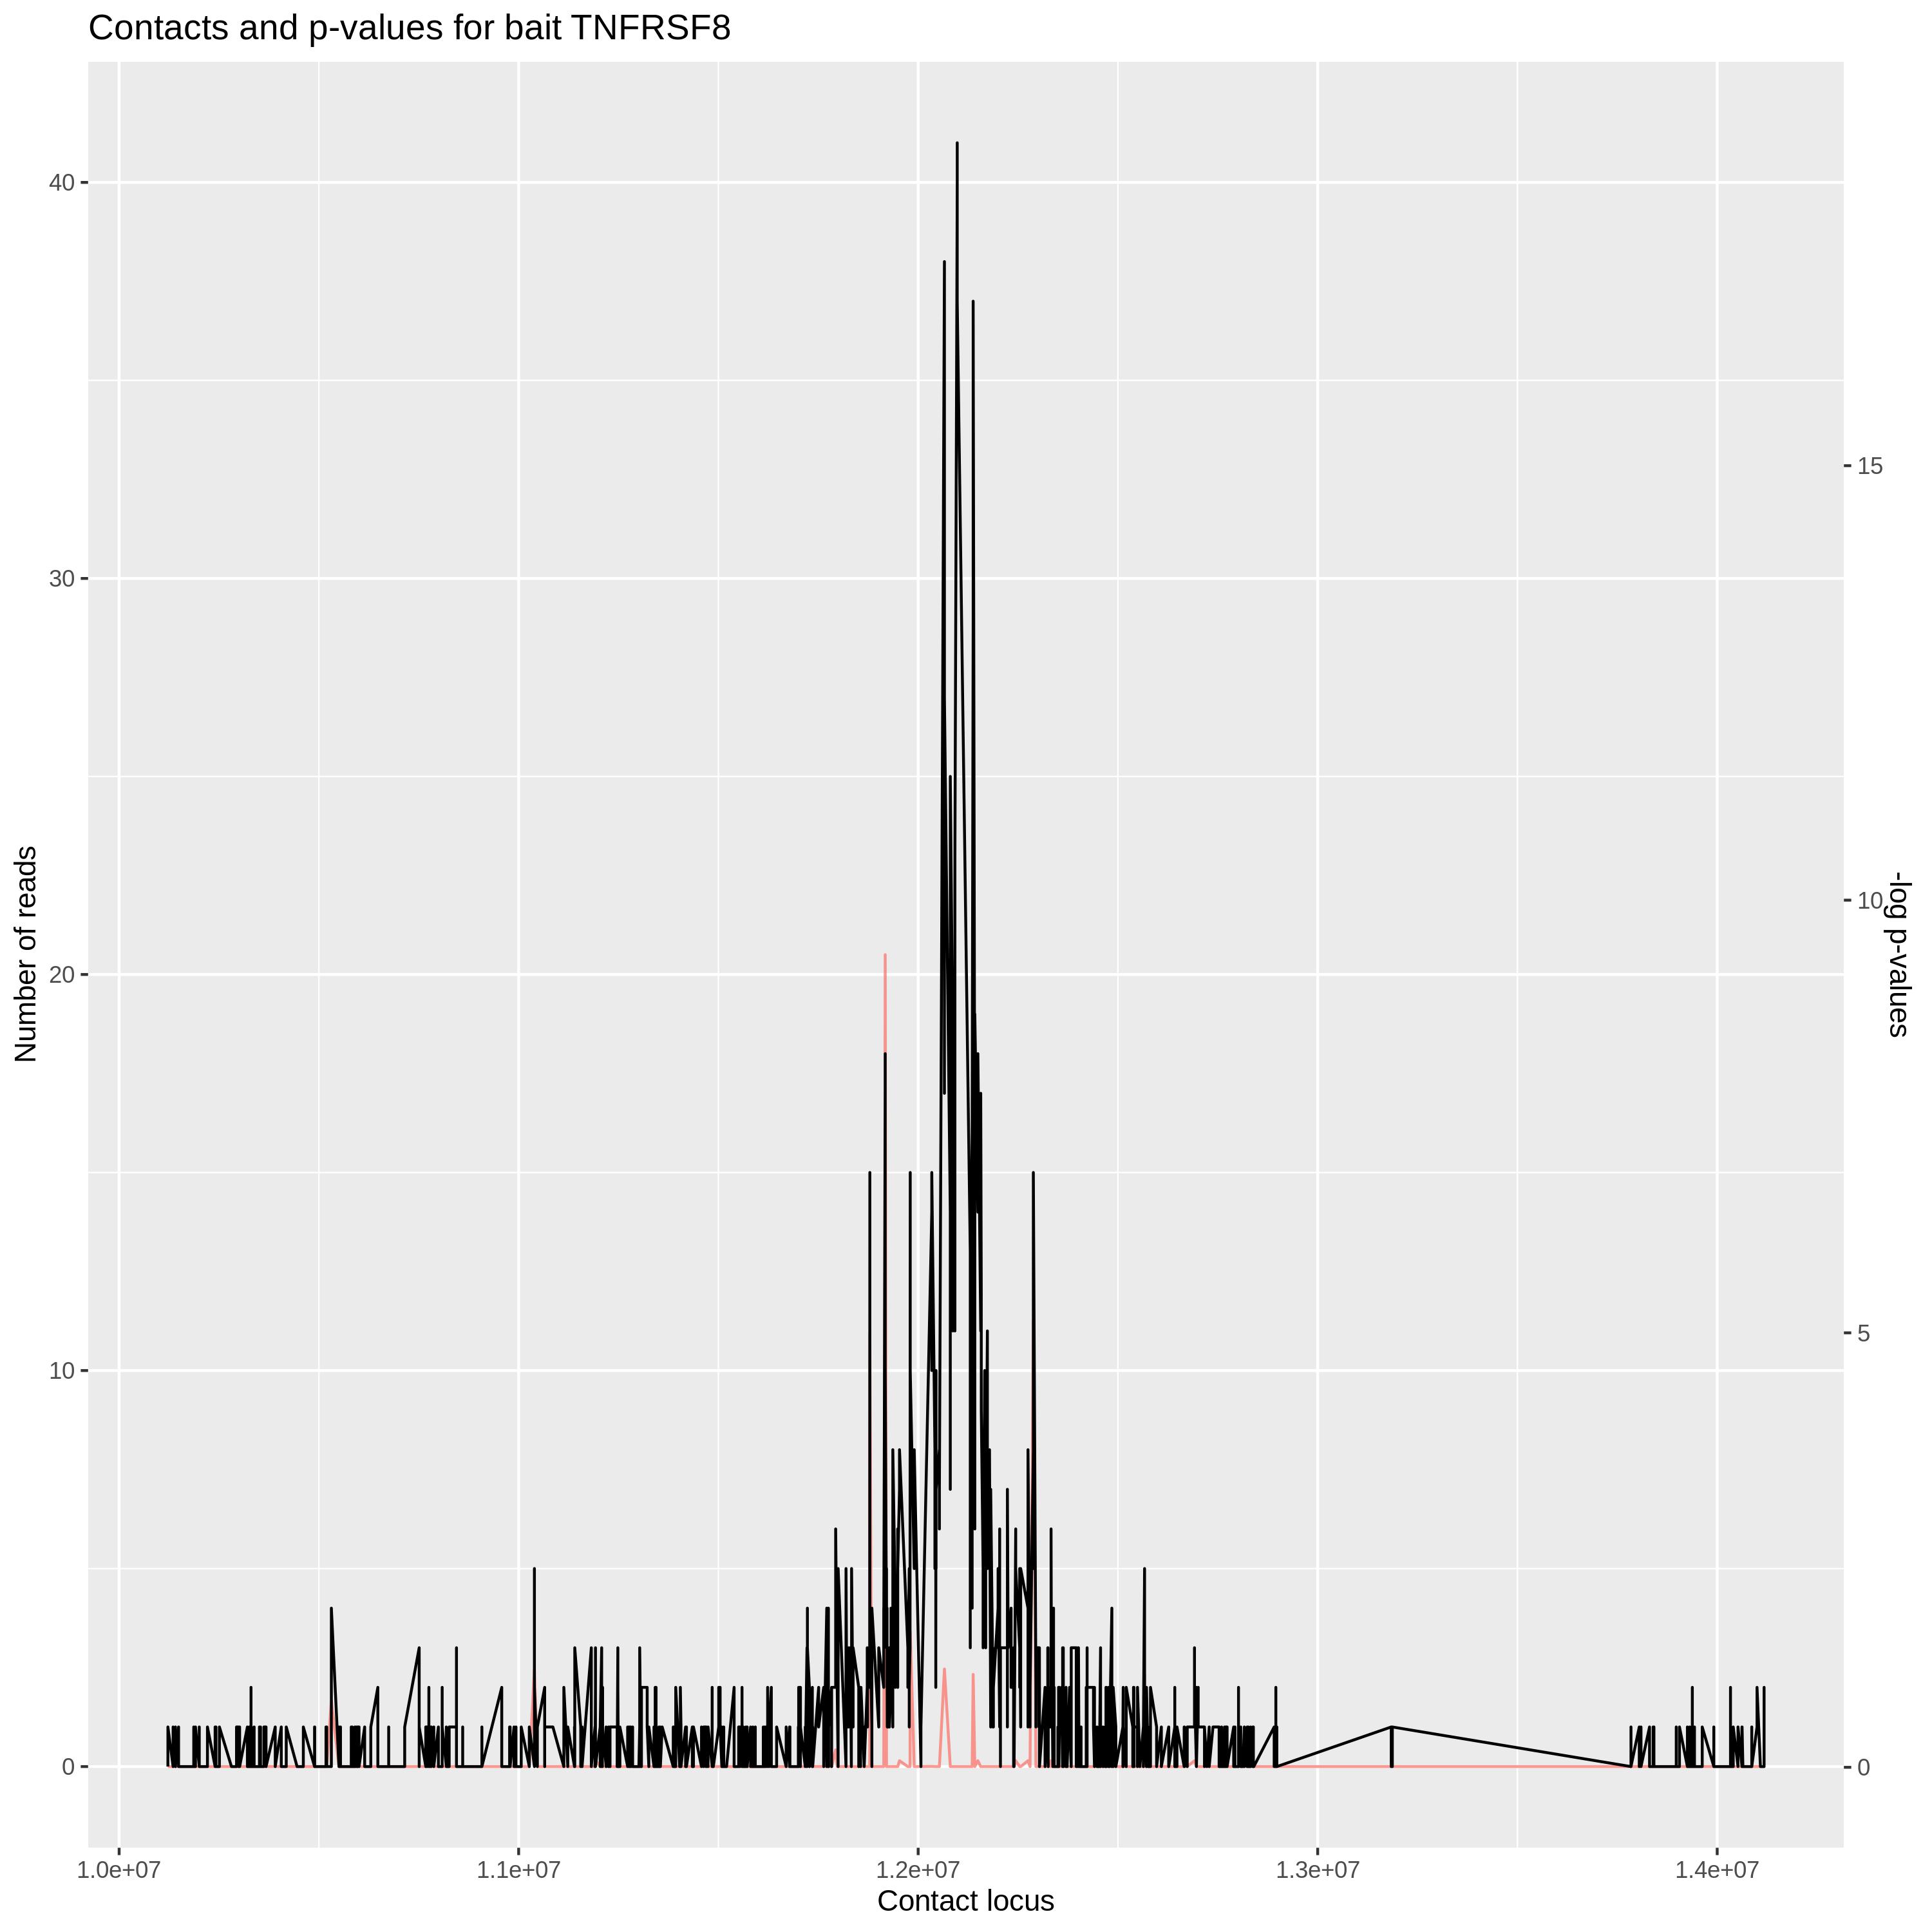 Contacts and p-values for bait TNFRSF8
Number of reads
40
30
20
10
0
15
10
5
0
-log p-values
1.0e+07
1.1e+07
1.2e+07
1.3e+07
1.4e+07
Contact locus